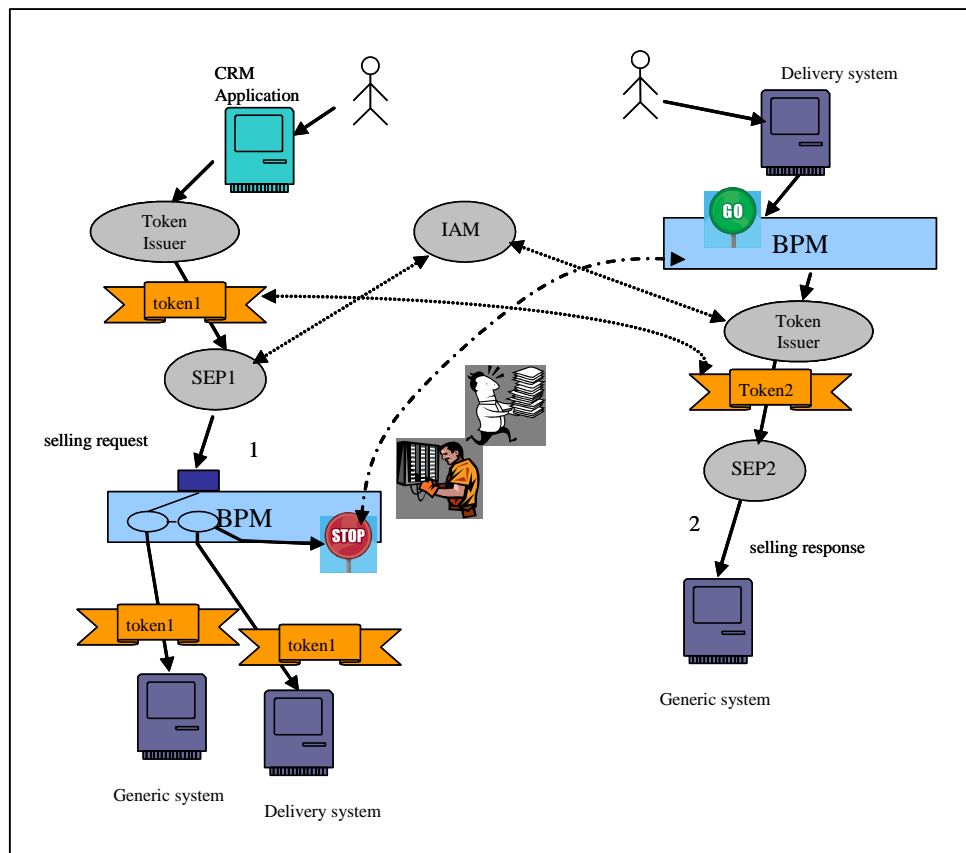 CRM
Application
Delivery system
Token
Issuer
IAM
GO
BPM
token1
Token
Issuer
SEP1
Token2
selling request
1
SEP2
BPM
STOP
2
selling response
token1
token1
Generic system
Generic system
Delivery system